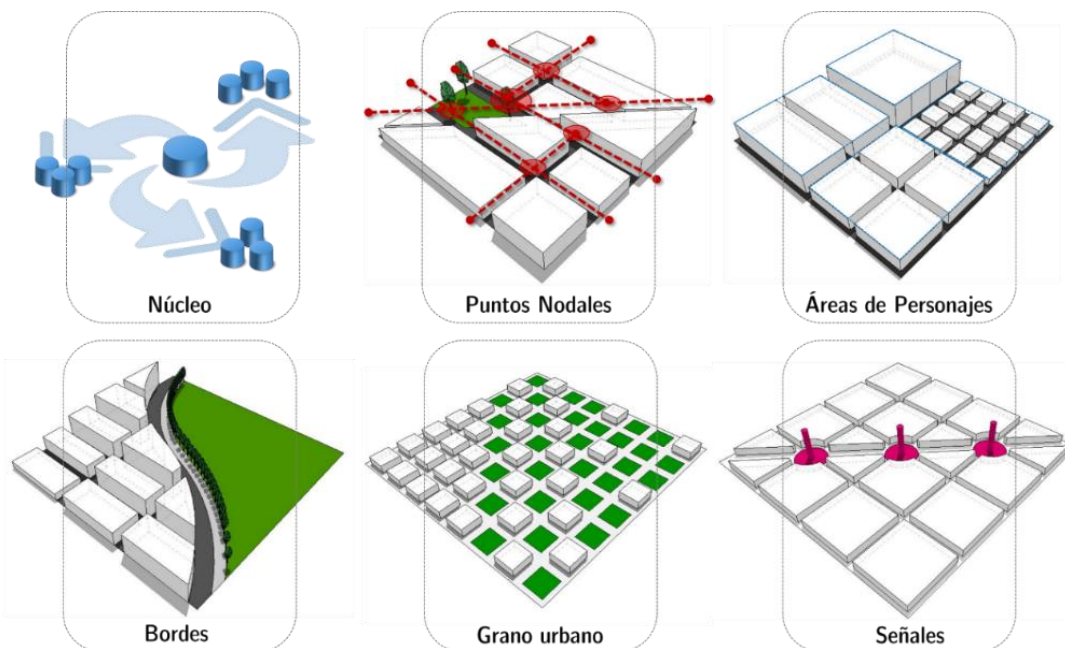 Núcleo
Puntos Nodales
Áreas de Personajes
Bordes
Grano urbano
Señales